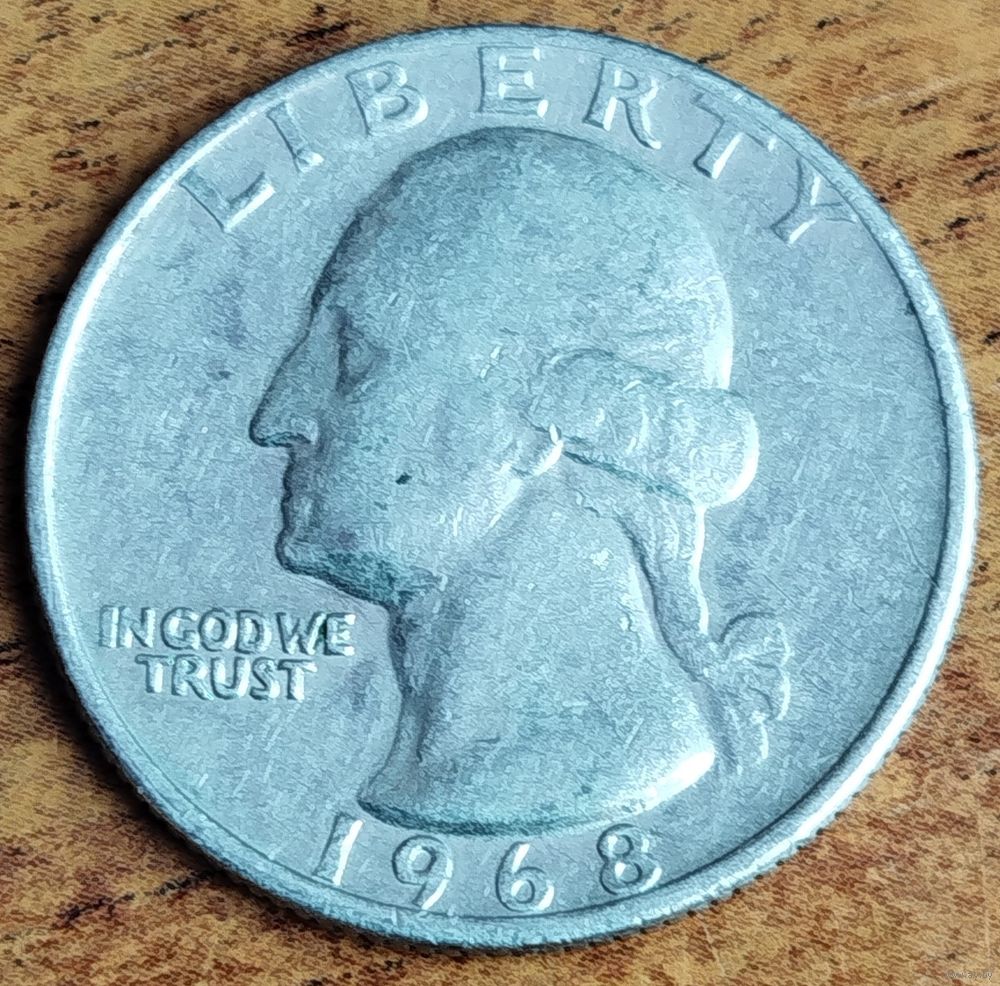 LIBERTY
IN GOD WE
TRUST
1968